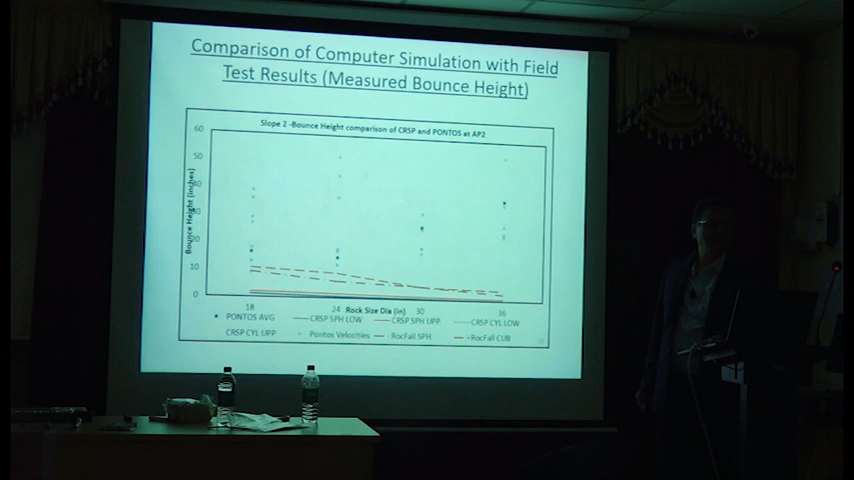 Comparison of Computer Simulation with Field
Test Results (Measured Bounce Height)
Slope 2 -Bounce Height comparison of CRSP and PONTOS at AP2
60
50
40
30
20
10
0
Bounce Height (inches)
18
24
30
36
Rock Size Dia (in)
PONTOS AVG
CRSP SPH LOW
CRSP SPH UPP
CRSP CYL LOW
CRSP CYL UPP
Pontos Velocities
RocFall SPH
RocFall CUB